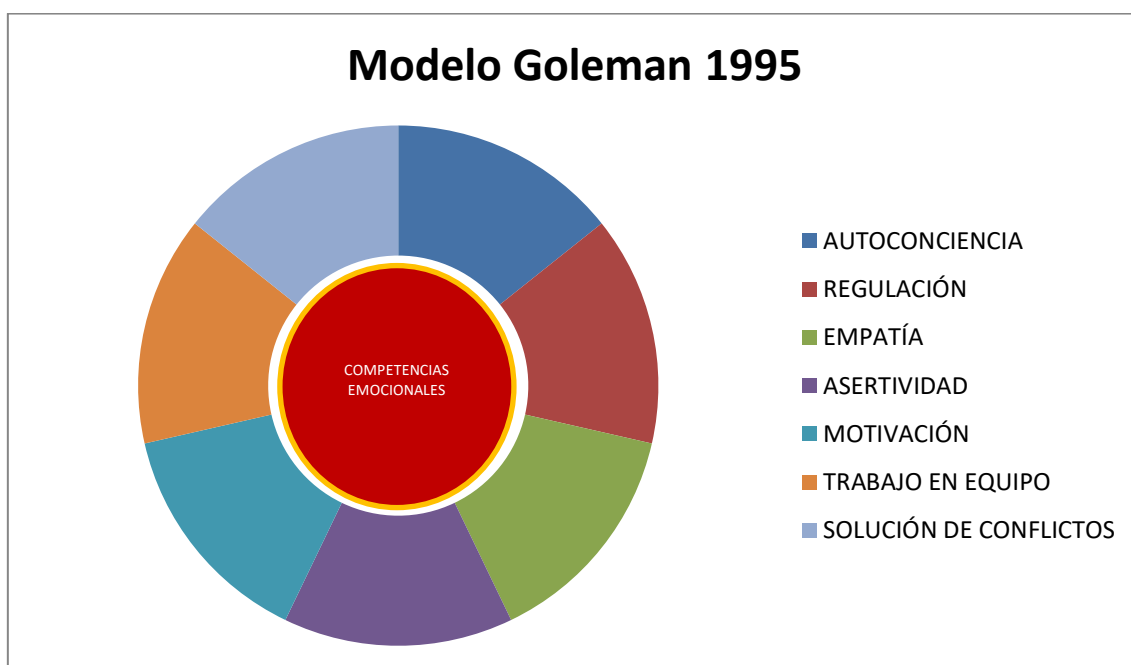 Modelo Goleman 1995
COMPETENCIAS
EMOCIONALES
AUTOCONCIENCIA
REGULACIÓN
EMPATÍA
ASERTIVIDAD
MOTIVACIÓN
TRABAJO EN EQUIPO
SOLUCIÓN DE CONFLICTOS